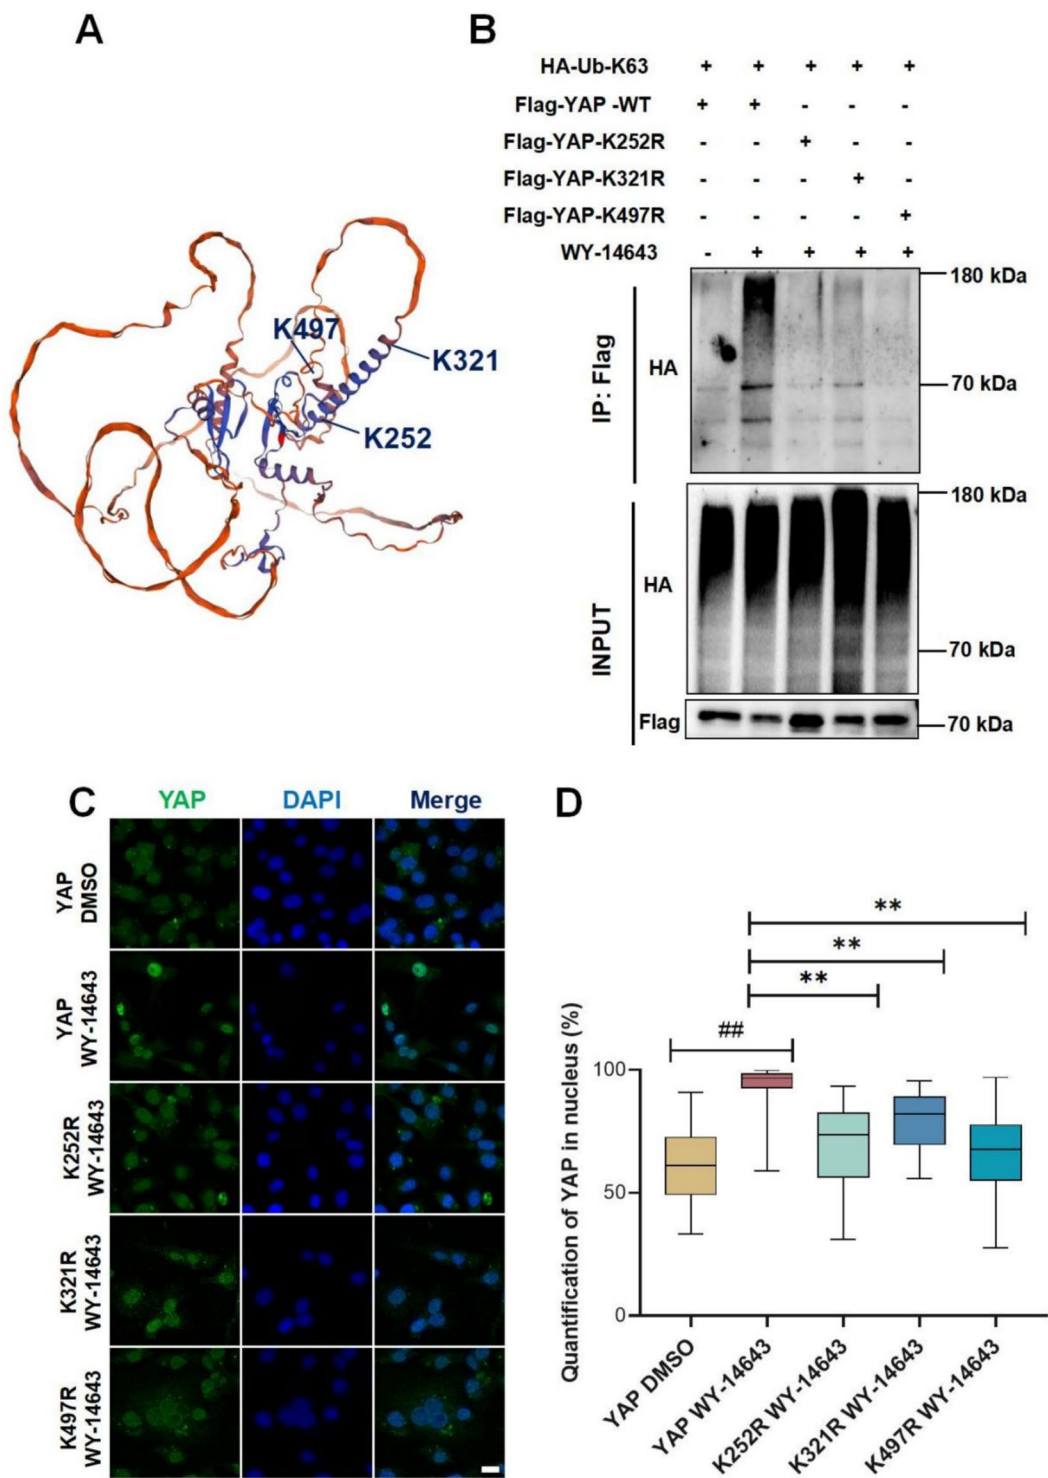 A
K497
K321
K252
B
HA-Ub-K63 + + + + +
Flag-YAP -WT + + - - -
Flag-YAP-K252R - - + - -
Flag-YAP-K321R - - - + -
Flag-YAP-K497R - - - - +
WY-14643 - + + + +
IP: Flag
HA
180 kDa
70 kDa
INPUT
HA
180 kDa
70 kDa
Flag
70 kDa
C
YAP DAPI Merge
YAP
DMSO
YAP
WY-14643
K252R
WY-14643
K321R
WY-14643
K497R
WY-14643
D
Quantification of YAP in nucleus (%)
100
50
0
##
**
**
**
YAP DMSO
YAP WY-14643
K252R WY-14643
K321R WY-14643
K497R WY-14643